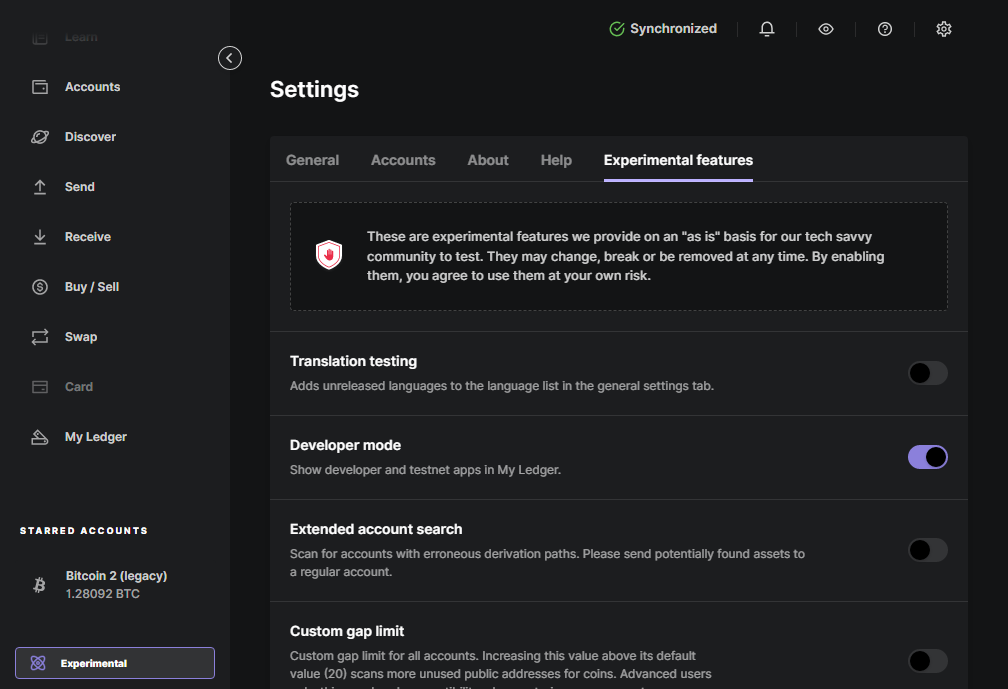 Learn
Accounts
Discover
Send
Receive
Buy / Sell
Swap
Card
My Ledger
STARRED ACCOUNTS
Bitcoin 2 (legacy)
1.28092 BTC
Experimental
Synchronized
Settings
General Accounts About Help Experimental features
These are experimental features we provide on an "as is" basis for our tech savvy
community to test. They may change, break or be removed at any time. By enabling
them, you agree to use them at your own risk.
Translation testing
Adds unreleased languages to the language list in the general settings tab.
Developer mode
Show developer and testnet apps in My Ledger.
Extended account search
Scan for accounts with erroneous derivation paths. Please send potentially found assets to
a regular account.
Custom gap limit
Custom gap limit for all accounts. Increasing this value above its default
value (20) scans more unused public addresses for coins. Advanced users